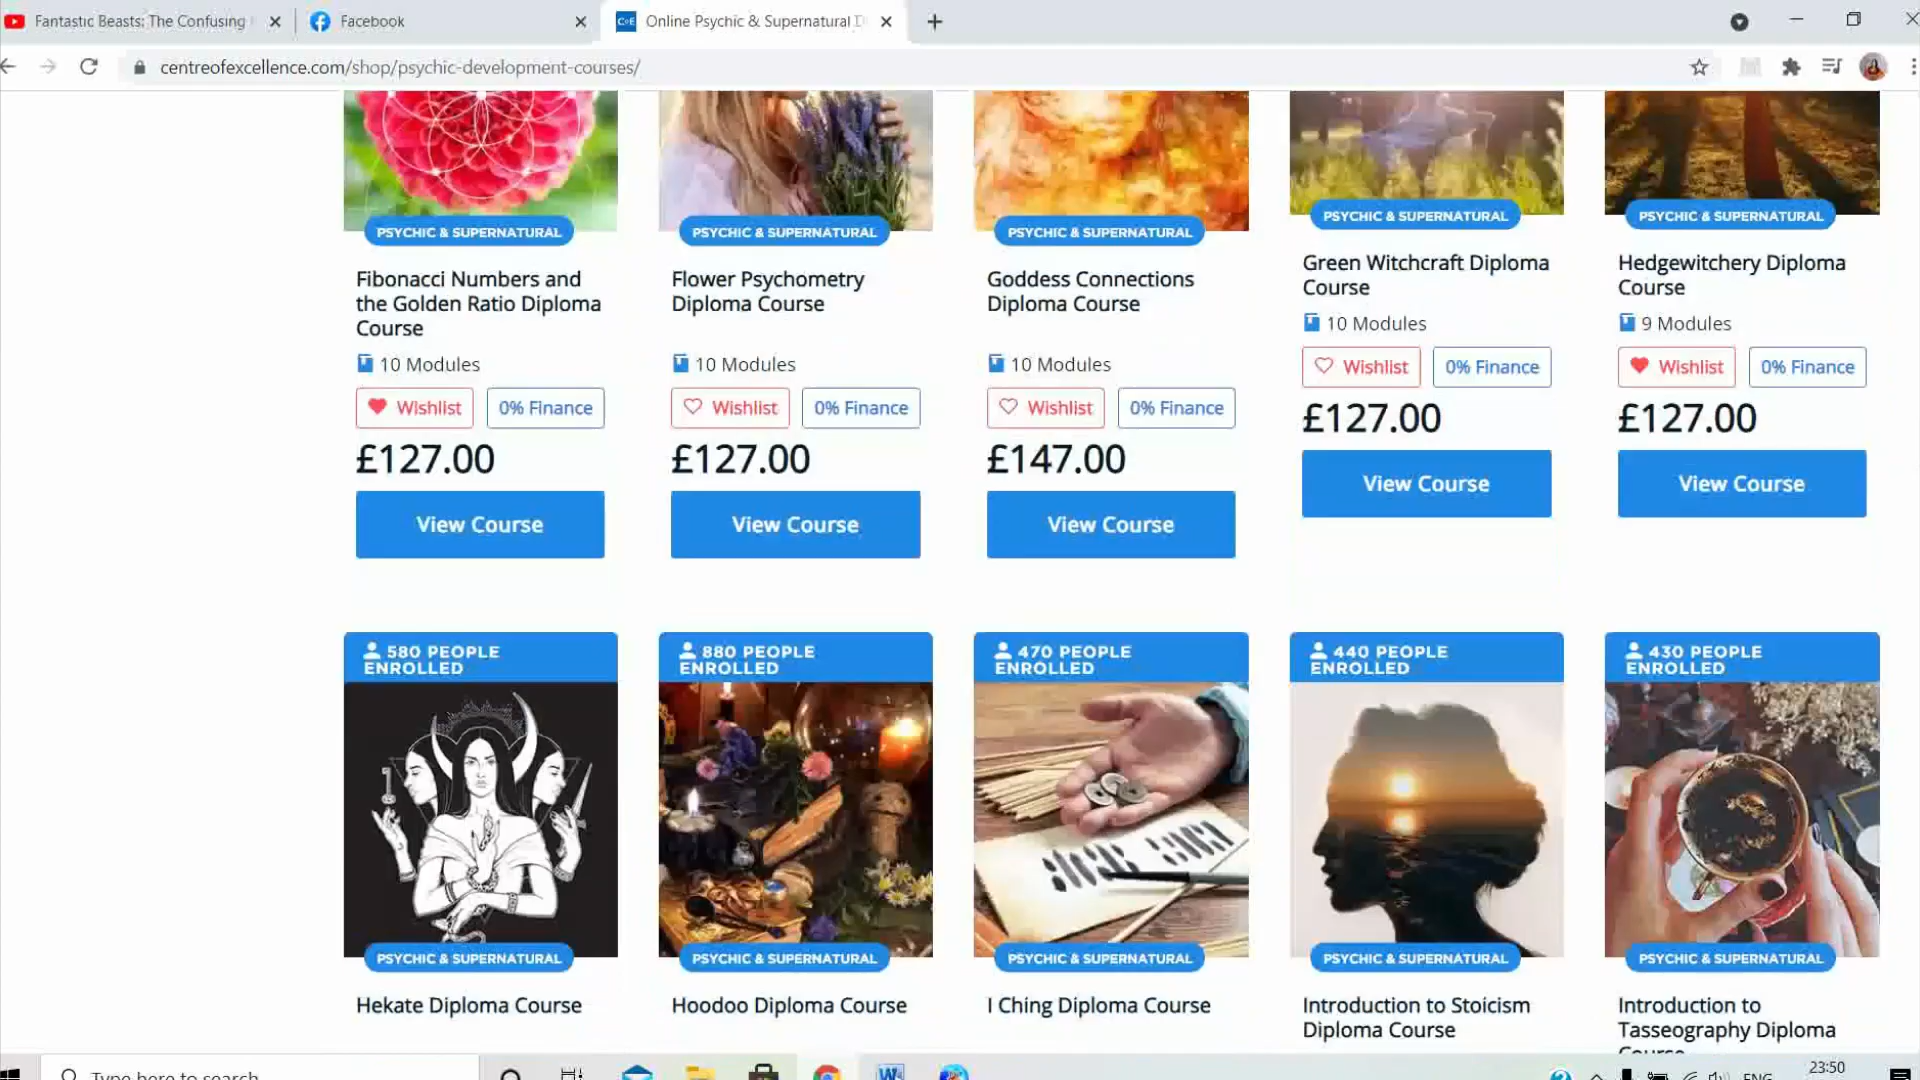 Fantastic Beasts: The Confusing
Facebook
Online Psychic & Supernatural D
centreofexcellence.com/shop/psychic-development-courses/
PSYCHIC & SUPERNATURAL
PSYCHIC & SUPERNATURAL
PSYCHIC & SUPERNATURAL
PSYCHIC & SUPERNATURAL
PSYCHIC & SUPERNATURAL
Fibonacci Numbers and
the Golden Ratio Diploma
Course
10 Modules
Wishlist
0% Finance
£127.00
View Course
Flower Psychometry
Diploma Course
10 Modules
Wishlist
0% Finance
£127.00
View Course
Goddess Connections
Diploma Course
10 Modules
Wishlist
0% Finance
£147.00
View Course
Green Witchcraft Diploma
Course
10 Modules
Wishlist
0% Finance
£127.00
View Course
Hedgewitchery Diploma
Course
9 Modules
Wishlist
0% Finance
£127.00
View Course
580 PEOPLE
ENROLLED
PSYCHIC & SUPERNATURAL
Hekate Diploma Course
880 PEOPLE
ENROLLED
PSYCHIC & SUPERNATURAL
Hoodoo Diploma Course
470 PEOPLE
ENROLLED
PSYCHIC & SUPERNATURAL
I Ching Diploma Course
440 PEOPLE
ENROLLED
PSYCHIC & SUPERNATURAL
Introduction to Stoicism
Diploma Course
430 PEOPLE
ENROLLED
PSYCHIC & SUPERNATURAL
Introduction to
Tasseography Diploma
Course
Type here to search
ENG
23:50